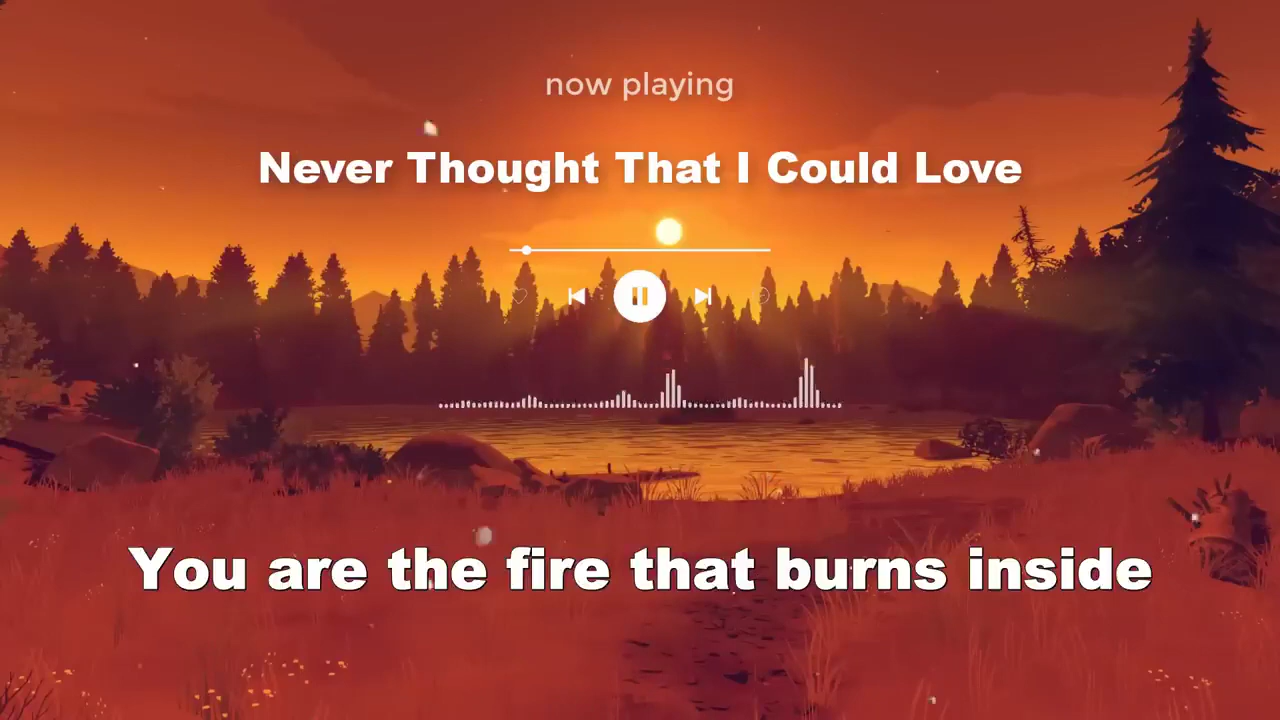 now playing
Never Thought That I Could Love
You are the fire that burns inside